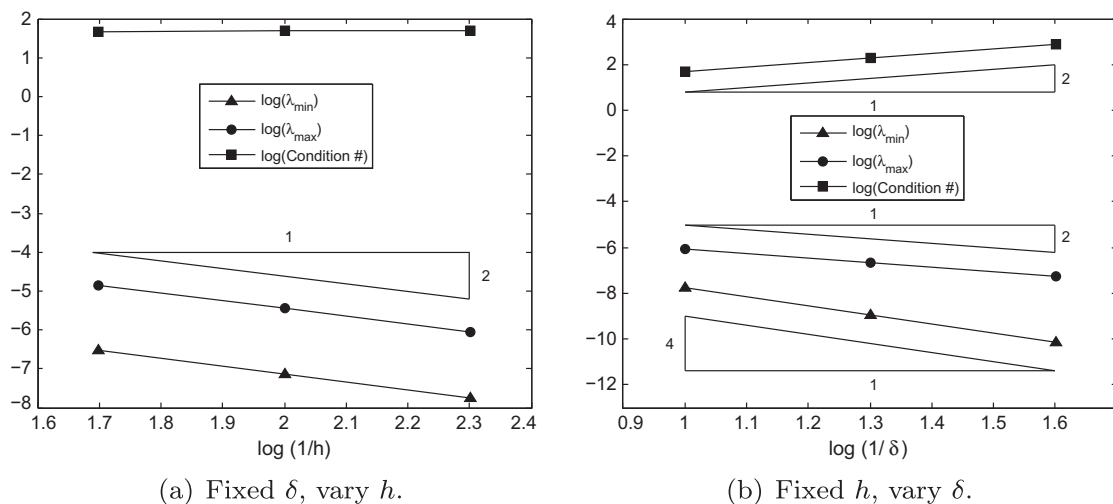 2
1
0
−1
−2
−3
−4
−5
−6
−7
−8
log(λmin)
log(λmax)
log(Condition #)
1
2
1.6 1.7 1.8 1.9 2 2.1 2.2 2.3 2.4
log (1/h)
(a) Fixed δ, vary h.
4
2
0
−2
−4
−6
−8
−10
−12
2
1
log(λmin)
log(λmax)
log(Condition #)
1
2
4
1
0.9 1 1.1 1.2 1.3 1.4 1.5 1.6
log (1/ δ)
(b) Fixed h, vary δ.